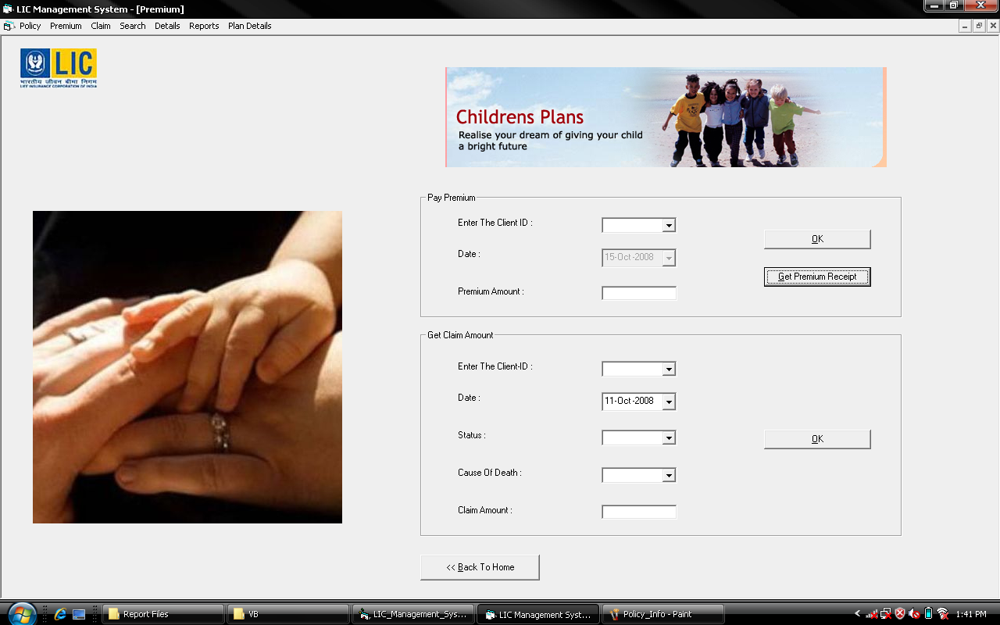 LIC Management System - [Premium]
Policy Premium Claim Search Details Reports Plan Details
LIC
भारतीय जीवन बीमा निगम
LIFE INSURANCE CORPORATION OF INDIA
Childrens Plans
Realise your dream of giving your child
a bright future
Pay Premium
Enter The Client ID :
OK
Date :
15-Oct-2008
Get Premium Receipt
Premium Amount :
Get Claim Amount
Enter The Client-ID :
Date :
11-Oct-2008
Status :
OK
Cause Of Death :
Claim Amount :
<< Back To Home
Report Files
VB
LIC_Management_Sys...
LIC Management Syst...
Policy_Info - Paint
1:41 PM